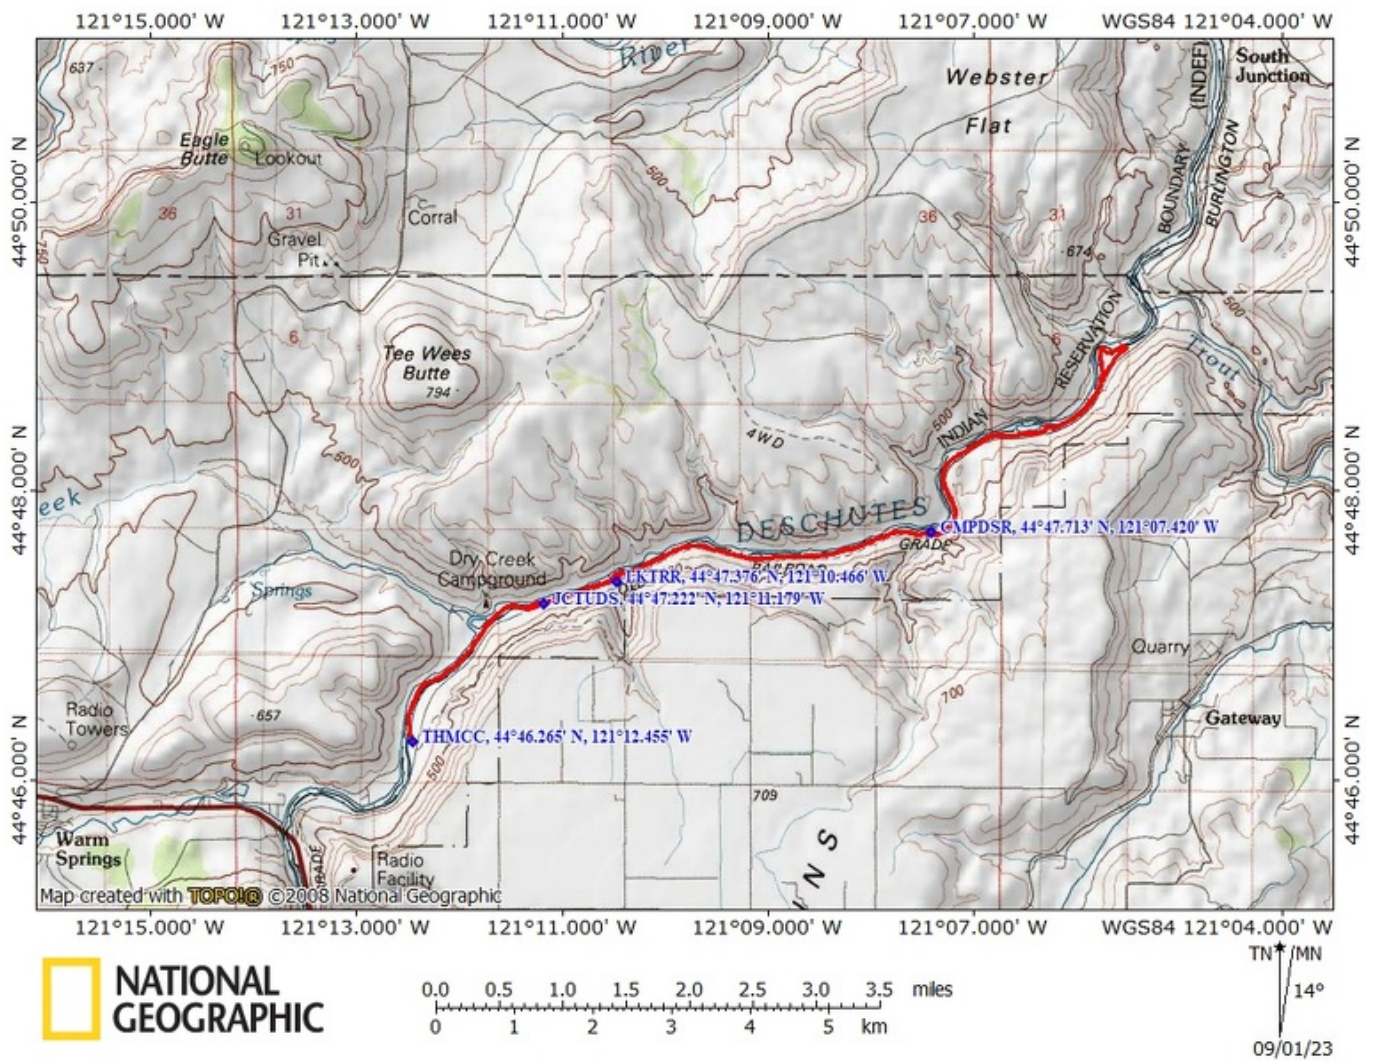 121°15.000' W 121°13.000' W 121°11.000' W 121°09.000' W 121°07.000' W WGS84 121°04.000' W
637
750
River
Webster
Flat
(INDEF)
South
Junction
Eagle
Butte
Lookout
500
BOUNDARY
BURLINGTON
44°50.000' N
44°50.000' N
36
31
Corral
36
31
Gravel
Pit
750
674
6
RESERVATION
500
6
Tee Wees
Butte
794
Trout
500
INDIAN
4WD
500
44°48.000' N
44°48.000' N
eek
DESCHUTES
CMPDSR, 44°47.713' N, 121°07.420' W
GRADE
Dry Creek
Campground
RAILROAD
LKTRR, 44°47.376' N, 121°10.466' W
Springs
JCTUDS, 44°47.222' N, 121°11.179' W
Quarry
700
Radio
Towers
657
Gateway
THMCC, 44°46.265' N, 121°12.455' W
500
44°46.000' N
44°46.000' N
709
Warm
Springs
Radio
Facility
INS
Map created with TOPO!® ©2008 National Geographic
121°15.000' W 121°13.000' W 121°11.000' W 121°09.000' W 121°07.000' W WGS84 121°04.000' W
NATIONAL
GEOGRAPHIC
0.0 0.5 1.0 1.5 2.0 2.5 3.0 3.5 miles
0 1 2 3 4 5 km
TN MN
14°
09/01/23